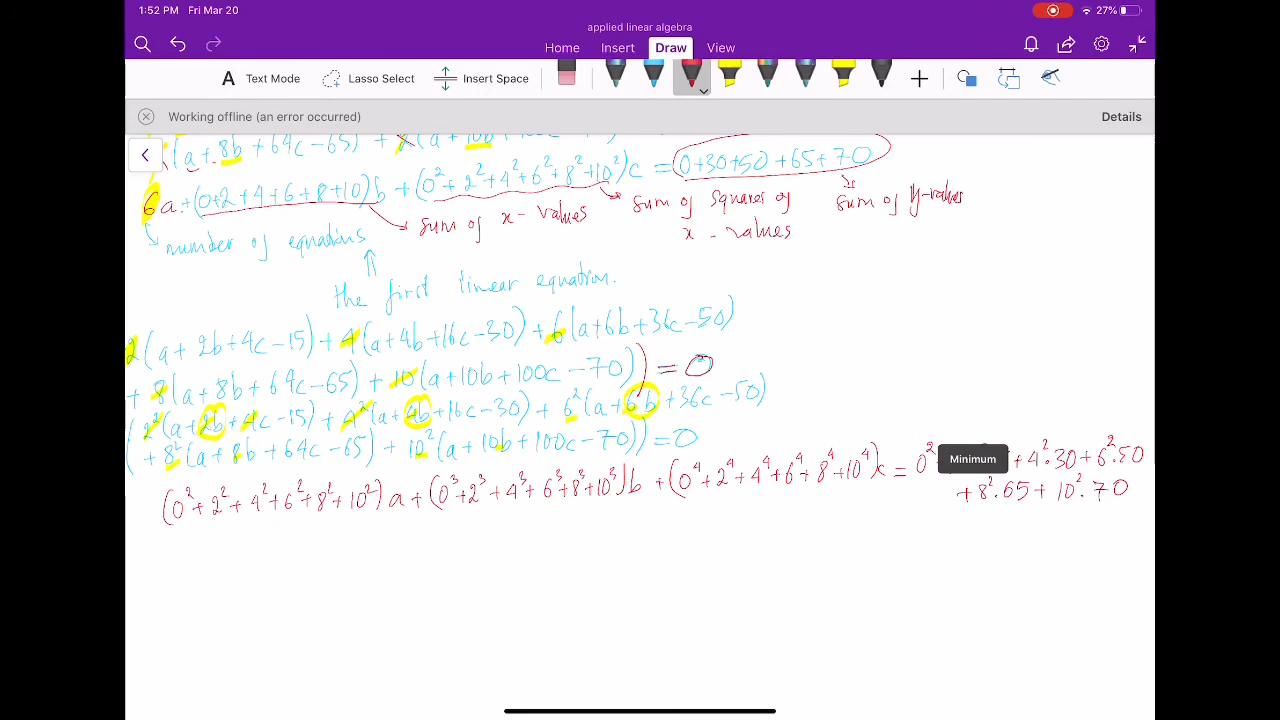 1:52 PM Fri Mar 20
27%
applied linear algebra
Home Insert Draw View
A Text Mode Lasso Select Insert Space
Working offline (an error occurred) Details
(a+8b+64c-65) + (a+10b+100c
6a+(0+2+4+6+8+10)b+(0²+2²+4²+6²+8²+10²)c=0+30+50+65+70
number of equations
sum of x-values
sum of squares of
x-values
sum of y-values
the first linear equation.
2(a+2b+4c-15)+4(a+4b+16c-30)+6(a+6b+36c-50)
+8(a+8b+64c-65)+10(a+10b+100c-70))=0
(2²(a+2b+4c-15)+4²(a+4b+16c-30)+6²(a+6b+36c-50)
+8²(a+8b+64c-65)+10²(a+10b+100c-70))=0
(0²+2²+4²+6²+8²+10²)a+(0³+2³+4³+6³+8³+10³)b+(0⁴+2⁴+4⁴+6⁴+8⁴+10⁴)c=0² +4².30+6².50
Minimum
+8².65+10².70